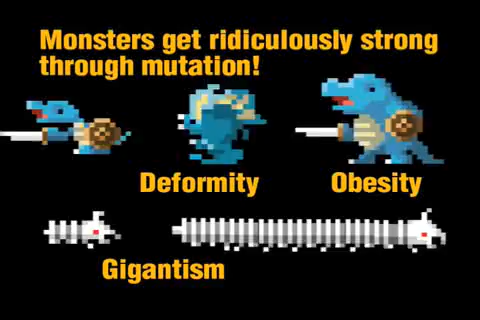 Monsters get ridiculously strong
through mutation!
Deformity
Obesity
Gigantism